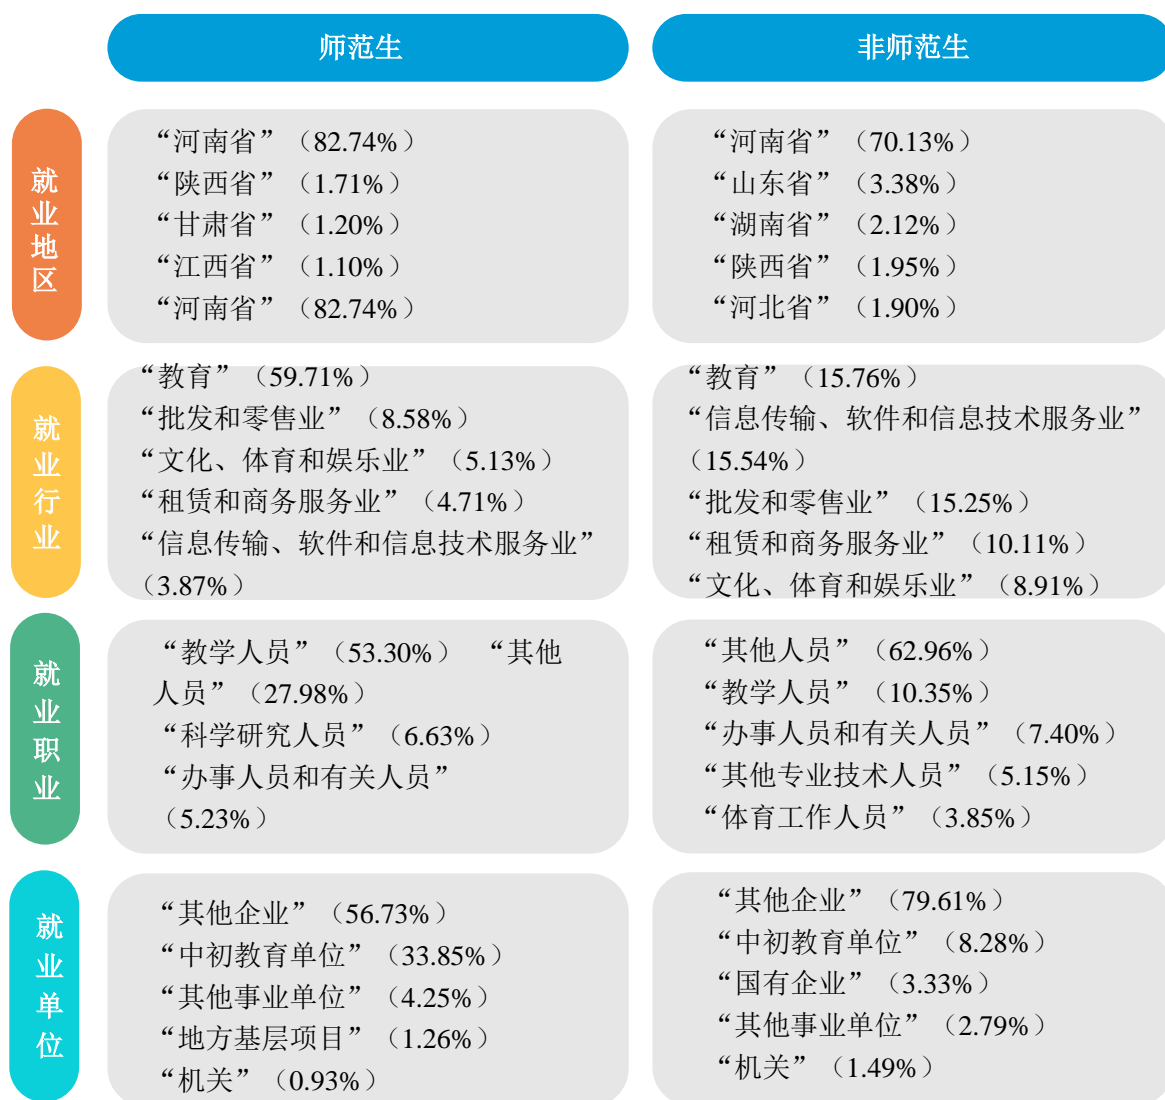 师范生
非师范生
就业地区
“河南省”（82.74%）
“陕西省”（1.71%）
“甘肃省”（1.20%）
“江西省”（1.10%）
“河南省”（82.74%）
“河南省”（70.13%）
“山东省”（3.38%）
“湖南省”（2.12%）
“陕西省”（1.95%）
“河北省”（1.90%）
就业行业
“教育”（59.71%）
“批发和零售业”（8.58%）
“文化、体育和娱乐业”（5.13%）
“租赁和商务服务业”（4.71%）
“信息传输、软件和信息技术服务业”
（3.87%）
“教育”（15.76%）
“信息传输、软件和信息技术服务业”
（15.54%）
“批发和零售业”（15.25%）
“租赁和商务服务业”（10.11%）
“文化、体育和娱乐业”（8.91%）
就业职业
“教学人员”（53.30%） “其他
人员”（27.98%）
“科学研究人员”（6.63%）
“办事人员和有关人员”
（5.23%）
“其他人员”（62.96%）
“教学人员”（10.35%）
“办事人员和有关人员”（7.40%）
“其他专业技术人员”（5.15%）
“体育工作人员”（3.85%）
就业单位
“其他企业”（56.73%）
“中初教育单位”（33.85%）
“其他事业单位”（4.25%）
“地方基层项目”（1.26%）
“机关”（0.93%）
“其他企业”（79.61%）
“中初教育单位”（8.28%）
“国有企业”（3.33%）
“其他事业单位”（2.79%）
“机关”（1.49%）